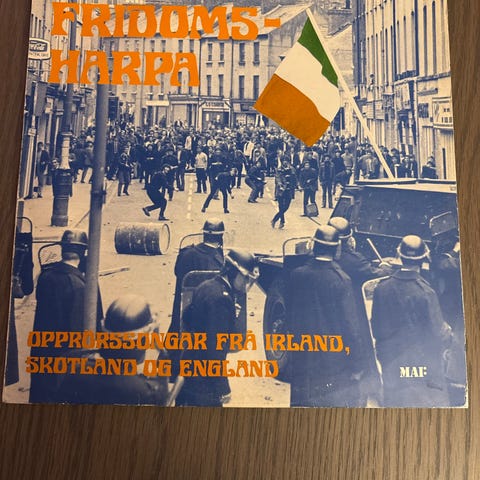 FRIDOMS-
HARPA
OPPRØRSSONGAR FRÅ IRLAND,
SKOTLAND OG ENGLAND
MAI: